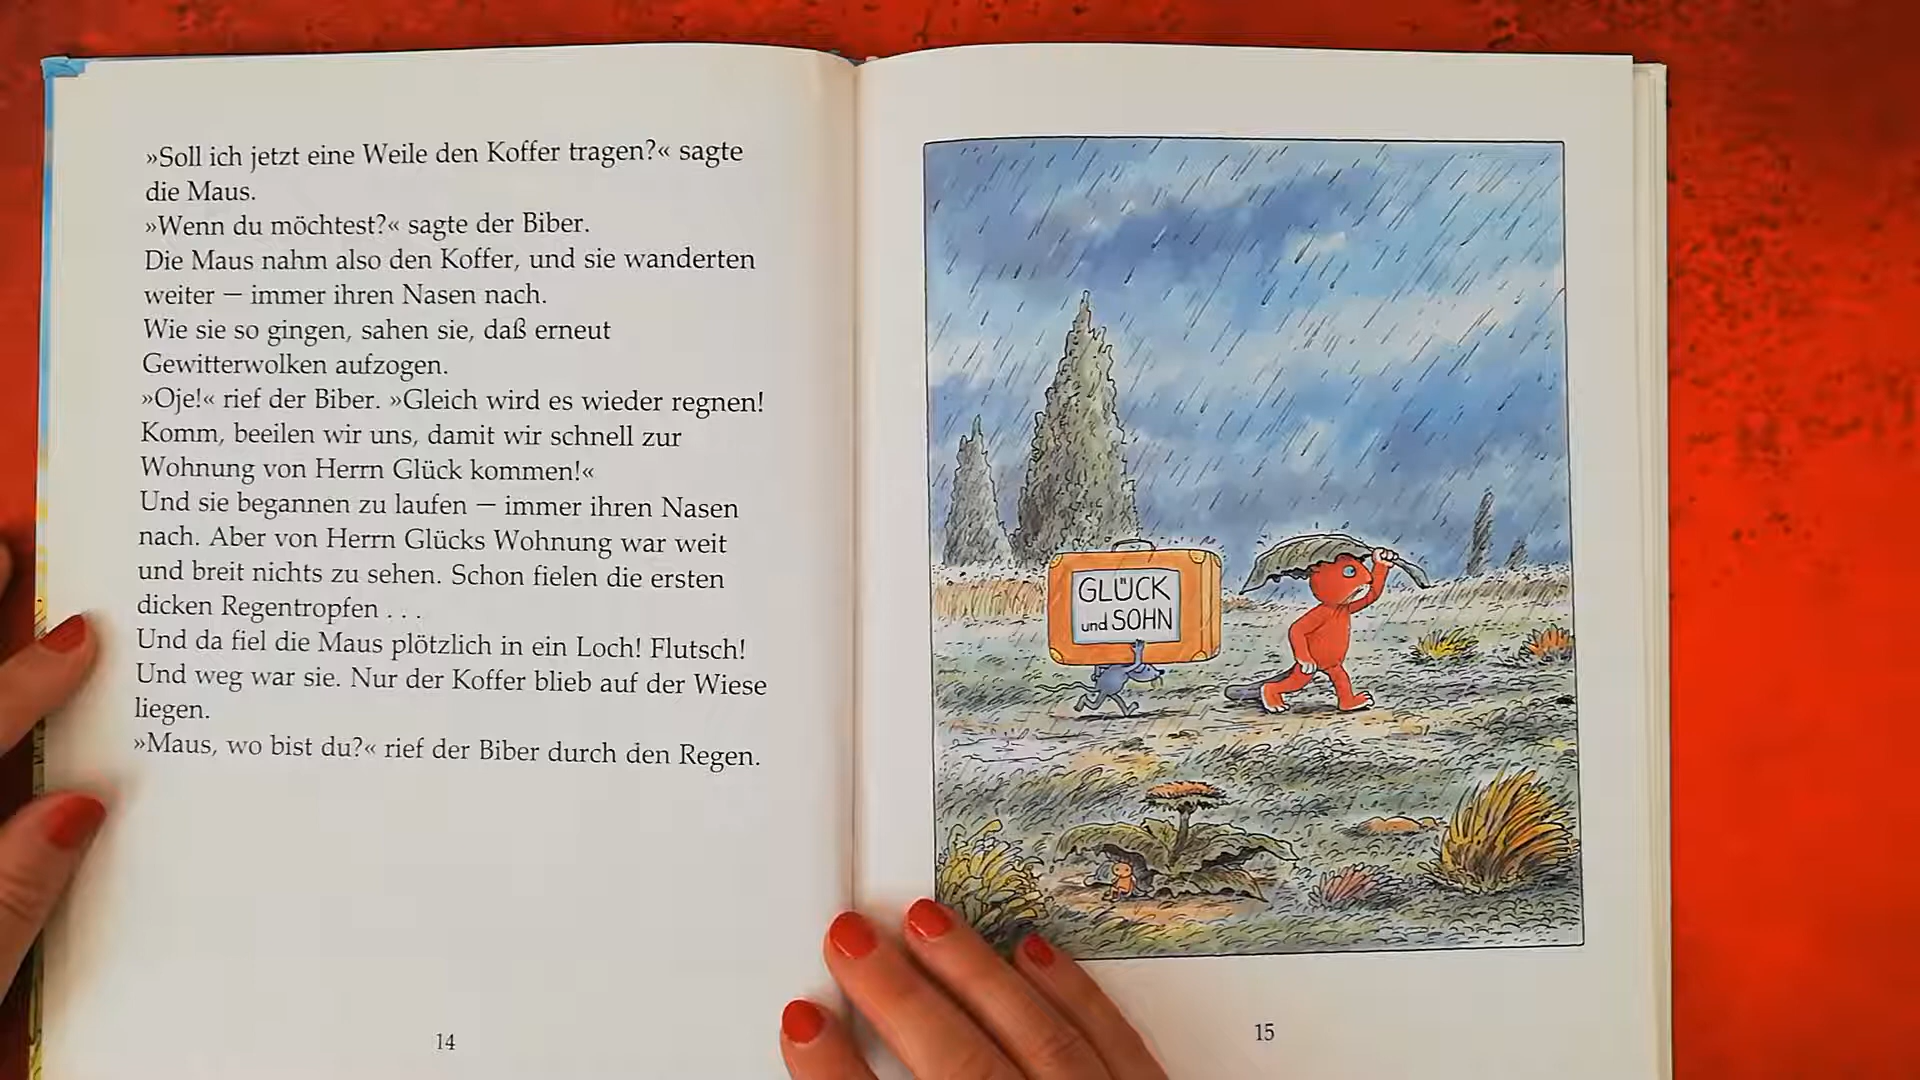 »Soll ich jetzt eine Weile den Koffer tragen?« sagte
die Maus.
»Wenn du möchtest?« sagte der Biber.
Die Maus nahm also den Koffer, und sie wanderten
weiter — immer ihren Nasen nach.
Wie sie so gingen, sahen sie, daß erneut
Gewitterwolken aufzogen.
»Oje!« rief der Biber. »Gleich wird es wieder regnen!
Komm, beeilen wir uns, damit wir schnell zur
Wohnung von Herrn Glück kommen!«
Und sie begannen zu laufen — immer ihren Nasen
nach. Aber von Herrn Glücks Wohnung war weit
und breit nichts zu sehen. Schon fielen die ersten
dicken Regentropfen . . .
Und da fiel die Maus plötzlich in ein Loch! Flutsch!
Und weg war sie. Nur der Koffer blieb auf der Wiese
liegen.
»Maus, wo bist du?« rief der Biber durch den Regen.
14
GLÜCK
und SOHN
15